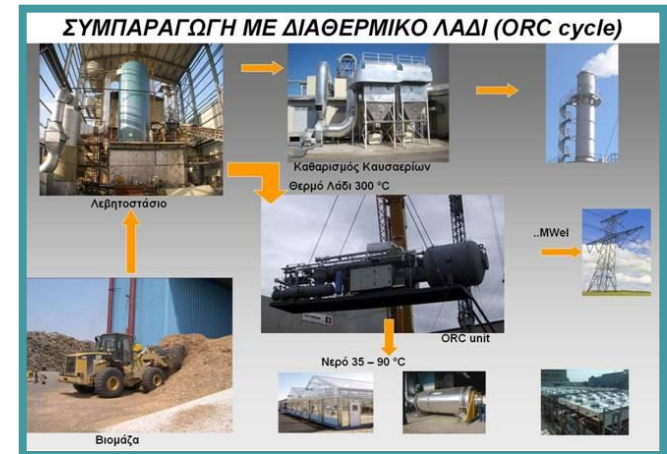 ΣΥΜΠΑΡΑΓΩΓΗ ΜΕ ΔΙΑΘΕΡΜΙΚΟ ΛΑΔΙ (ORC cycle)
Καθαρισμός Καυσαερίων
Θερμό Λάδι 300 °C
Λεβητοστάσιο
..MWel
ORC unit
Νερό 35 – 90 °C
Βιομάζα